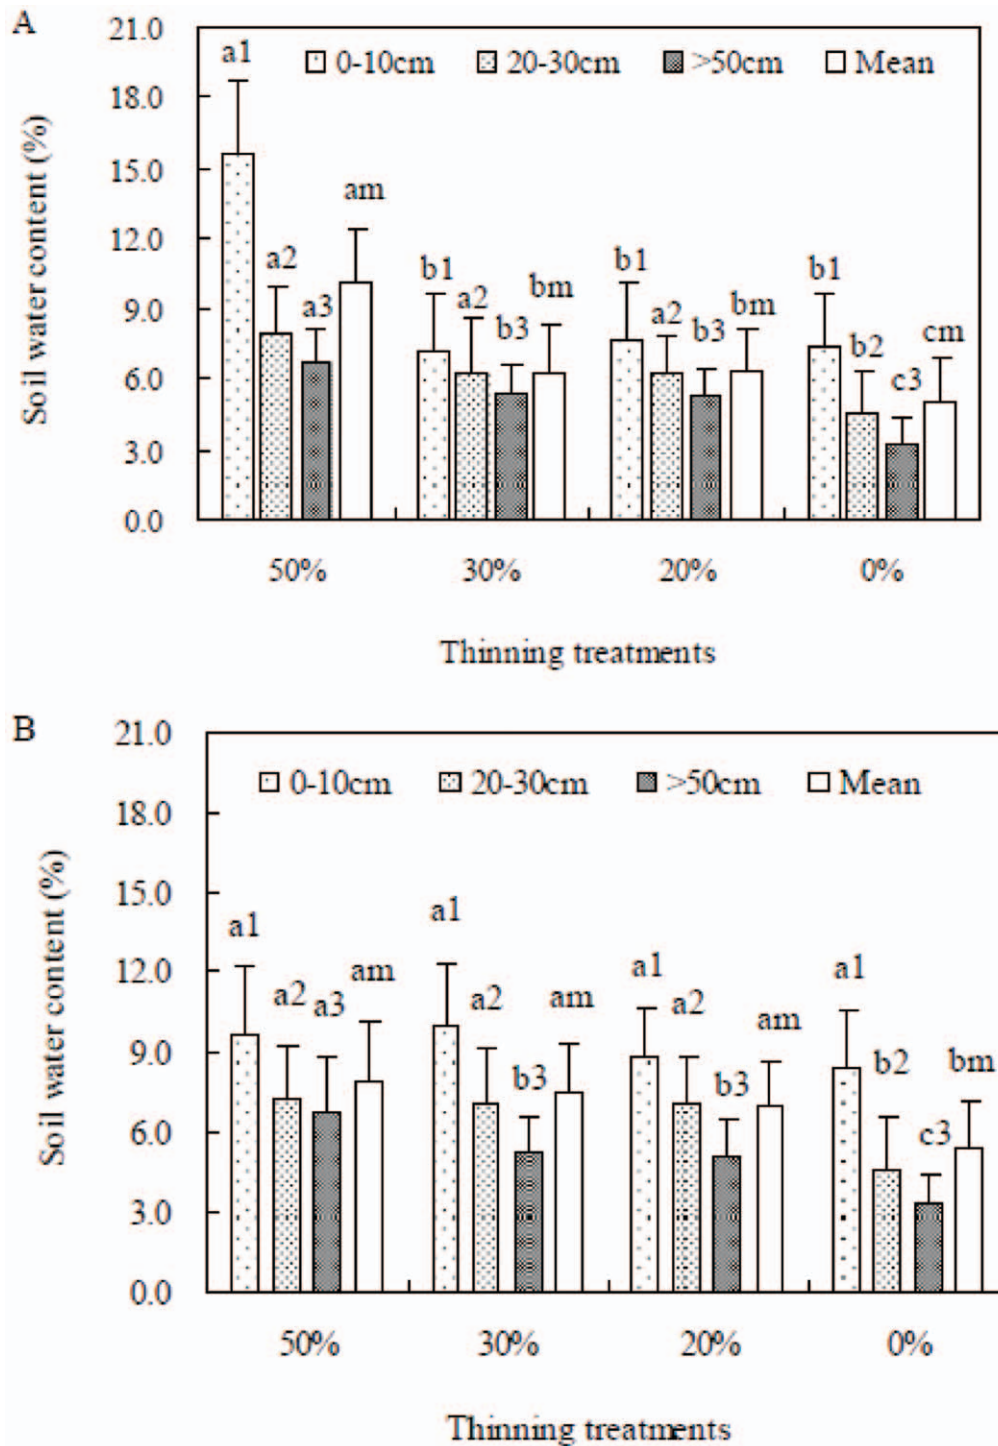 A
21.0
18.0
15.0
12.0
9.0
6.0
3.0
0.0
Soil water content (%)
0-10cm 20-30cm >50cm Mean
a1 a2 a3 am b1 a2 b3 bm b1 a2 b3 bm b1 b2 c3 cm
50% 30% 20% 0%
Thinning treatments
B
21.0
18.0
15.0
12.0
9.0
6.0
3.0
0.0
Soil water content (%)
0-10cm 20-30cm >50cm Mean
a1 a2 a3 am a1 a2 b3 am a1 a2 b3 am a1 b2 c3 bm
50% 30% 20% 0%
Thinning treatments